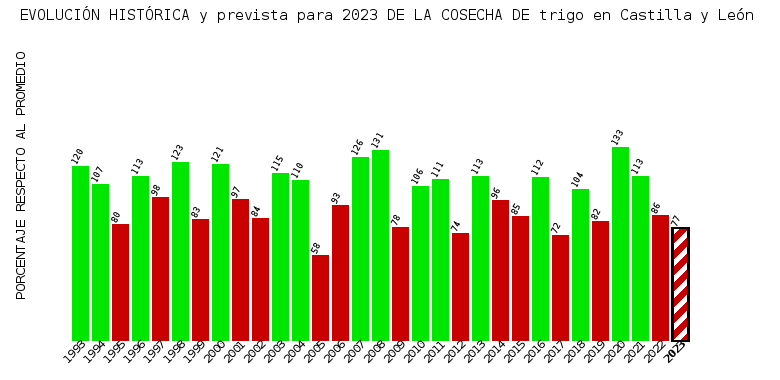 EVOLUCIÓN HISTÓRICA y prevista para 2023 DE LA COSECHA DE trigo en Castilla y León
PORCENTAJE RESPECTO AL PROMEDIO
120 107 80 113 98 123 83 121 97 84 115 110 58 93 126 131 78 106 111 74 113 96 85 112 72 104 82 133 113 86 77
1993 1994 1995 1996 1997 1998 1999 2000 2001 2002 2003 2004 2005 2006 2007 2008 2009 2010 2011 2012 2013 2014 2015 2016 2017 2018 2019 2020 2021 2022 2023